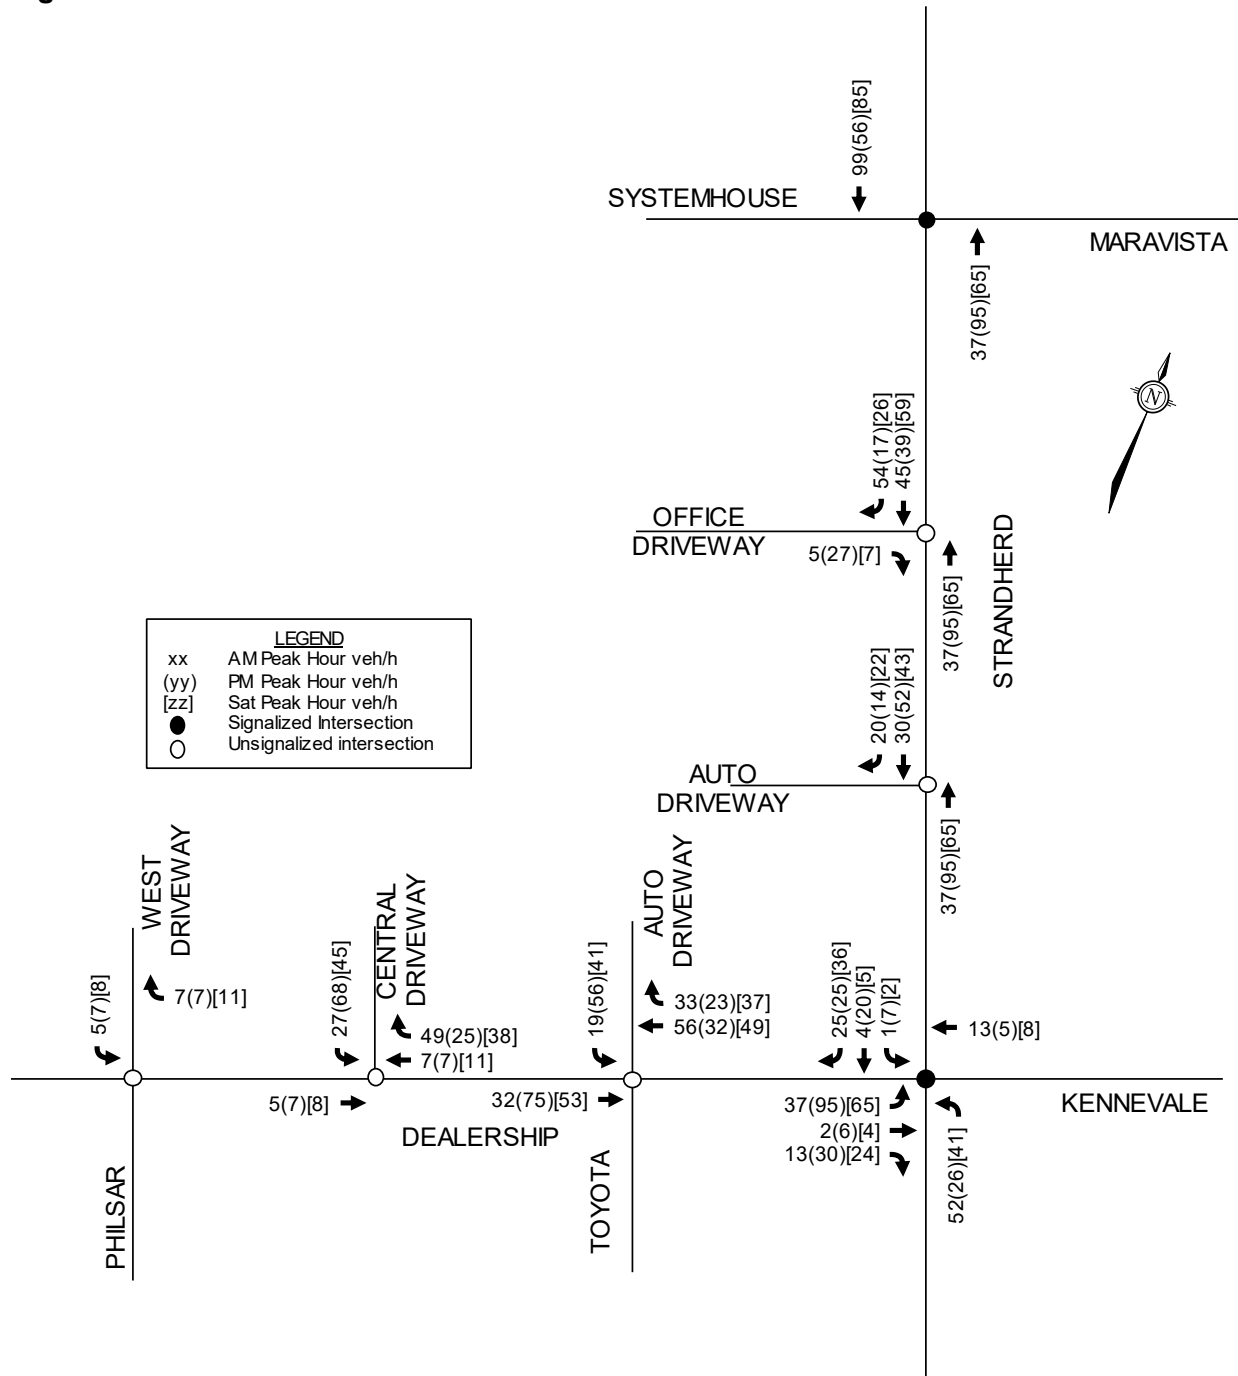 99(56)[85]
SYSTEMHOUSE
MARAVISTA
37(95)[65]
N
54(17)[26]
45(39)[59]
OFFICE
DRIVEWAY
5(27)[7]
37(95)[65]
STRANDHERD
LEGEND
xx AM Peak Hour veh/h
(yy) PM Peak Hour veh/h
[zz] Sat Peak Hour veh/h
Signalized Intersection
Unsignalized intersection
20(14)[22]
30(52)[43]
AUTO
DRIVEWAY
37(95)[65]
WEST
DRIVEWAY
5(7)[8]
7(7)[11]
27(68)[45]
CENTRAL
DRIVEWAY
49(25)[38]
7(7)[11]
5(7)[8]
AUTO
DRIVEWAY
19(56)[41]
33(23)[37]
56(32)[49]
32(75)[53]
25(25)[36]
4(20)[5]
1(7)[2]
13(5)[8]
37(95)[65]
2(6)[4]
13(30)[24]
52(26)[41]
KENNEVALE
DEALERSHIP
PHILSAR
TOYOTA